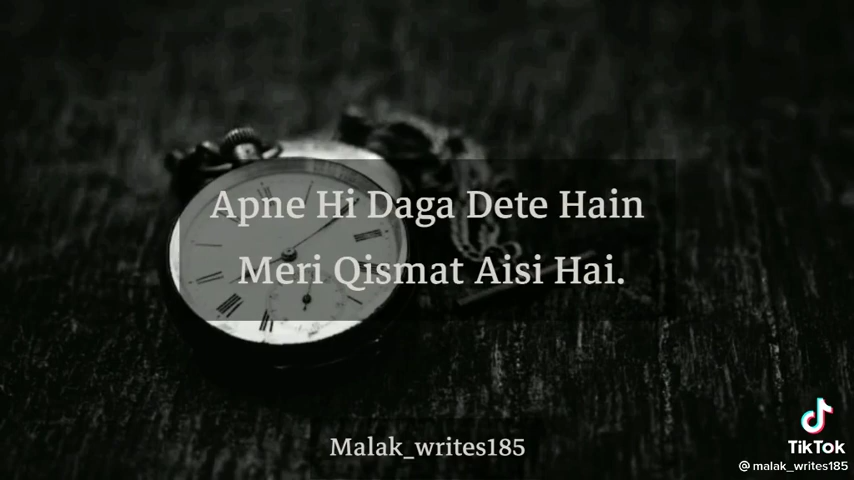 Apne Hi Daga Dete Hain
Meri Qismat Aisi Hai.
Malak_writes185
TikTok
@malak_writes185